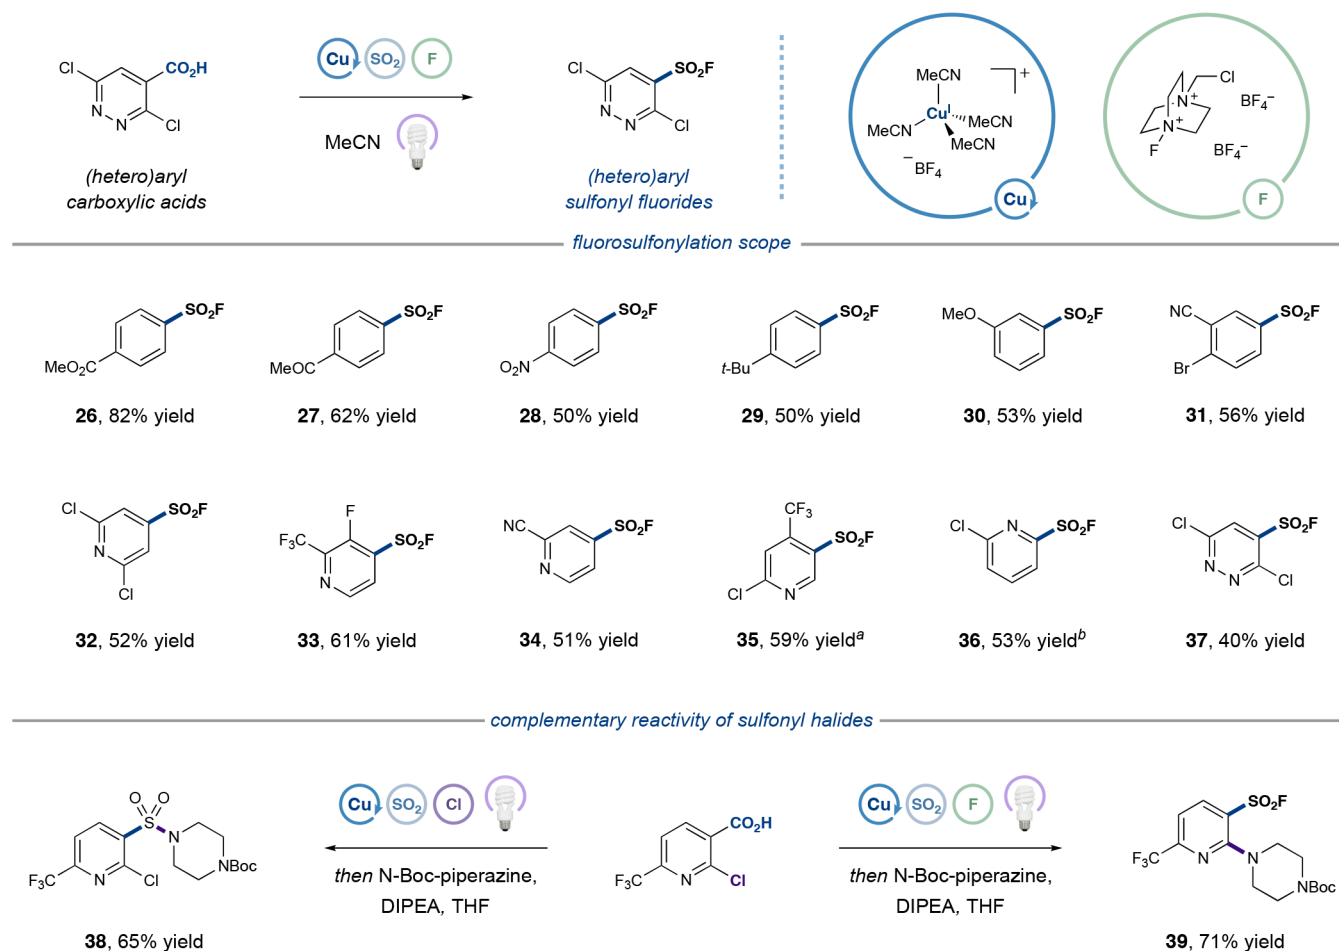 Cl
CO₂H
N
N
Cl
(hetero)aryl
carboxylic acids
Cu SO₂ F
MeCN
Cl
SO₂F
N
N
Cl
(hetero)aryl
sulfonyl fluorides
MeCN
+
Cuᴵ
MeCN
MeCN
MeCN
⁻BF₄
Cu
Cl
N⁺
BF₄⁻
N⁺
F
BF₄⁻
F
fluorosulfonylation scope
SO₂F
MeO₂C
26, 82% yield
SO₂F
MeOC
27, 62% yield
SO₂F
O₂N
28, 50% yield
SO₂F
t-Bu
29, 50% yield
MeO
SO₂F
30, 53% yield
NC
SO₂F
Br
31, 56% yield
Cl
SO₂F
N
Cl
32, 52% yield
F
F₃C
SO₂F
N
33, 61% yield
NC
SO₂F
N
34, 51% yield
CF₃
SO₂F
Cl
N
35, 59% yieldᵃ
Cl
N
SO₂F
36, 53% yieldᵇ
Cl
SO₂F
N
N
Cl
37, 40% yield
complementary reactivity of sulfonyl halides
O O
S
N
F₃C
N
Cl
NBoc
38, 65% yield
Cu SO₂ Cl
then N-Boc-piperazine,
DIPEA, THF
CO₂H
F₃C
N
Cl
Cu SO₂ F
then N-Boc-piperazine,
DIPEA, THF
SO₂F
F₃C
N
N
NBoc
39, 71% yield